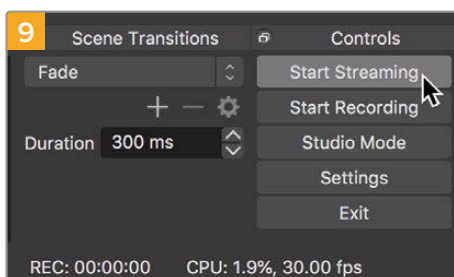 9
Scene Transitions
Controls
Fade
Start Streaming
Start Recording
Duration 300 ms
Studio Mode
Settings
Exit
REC: 00:00:00 CPU: 1.9%, 30.00 fps